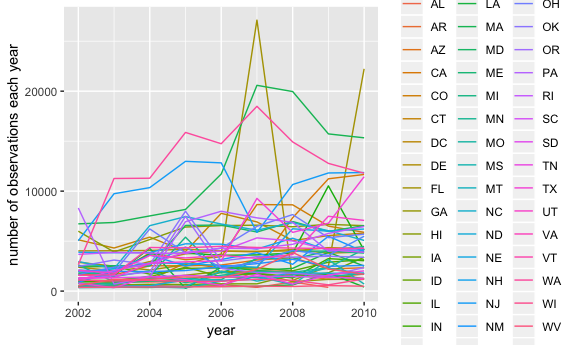 number of observations each year
20000
10000
0
2002 2004 2006 2008 2010
year
AL LA OH
AR MA OK
AZ MD OR
CA ME PA
CO MI RI
CT MN SC
DC MO SD
DE MS TN
FL MT TX
GA NC UT
HI ND VA
IA NE VT
ID NH WA
IL NJ WI
IN NM WV